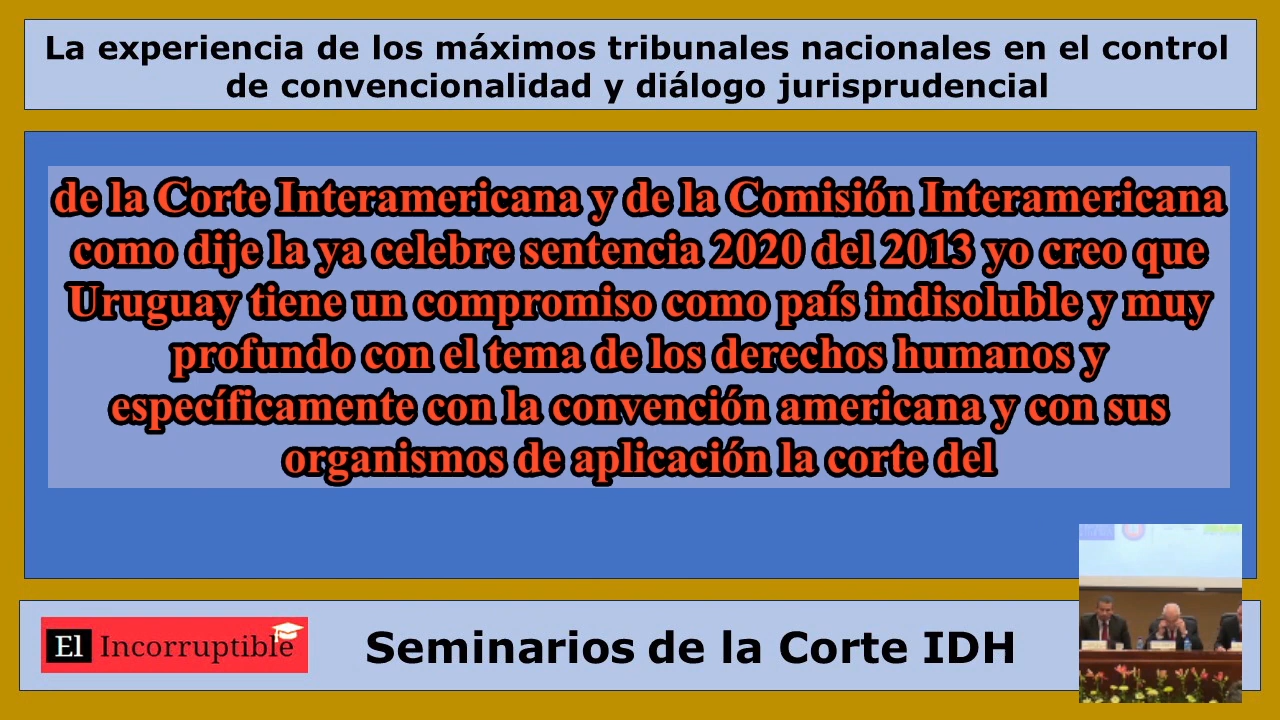 La experiencia de los máximos tribunales nacionales en el control
de convencionalidad y diálogo jurisprudencial
de la Corte Interamericana y de la Comisión Interamericana
como dije la ya celebre sentencia 2020 del 2013 yo creo que
Uruguay tiene un compromiso como país indisoluble y muy
profundo con el tema de los derechos humanos y
específicamente con la convención americana y con sus
organismos de aplicación la corte del
El Incorruptible
Seminarios de la Corte IDH